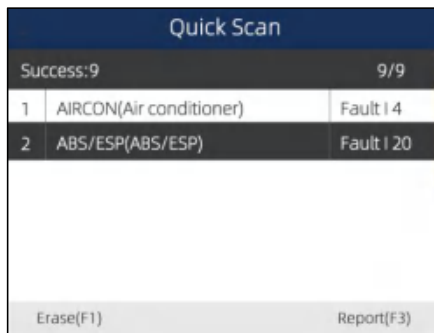 Quick Scan
Success:9 9/9
1 AIRCON(Air conditioner) Fault | 4
2 ABS/ESP(ABS/ESP) Fault | 20
Erase(F1) Report(F3)